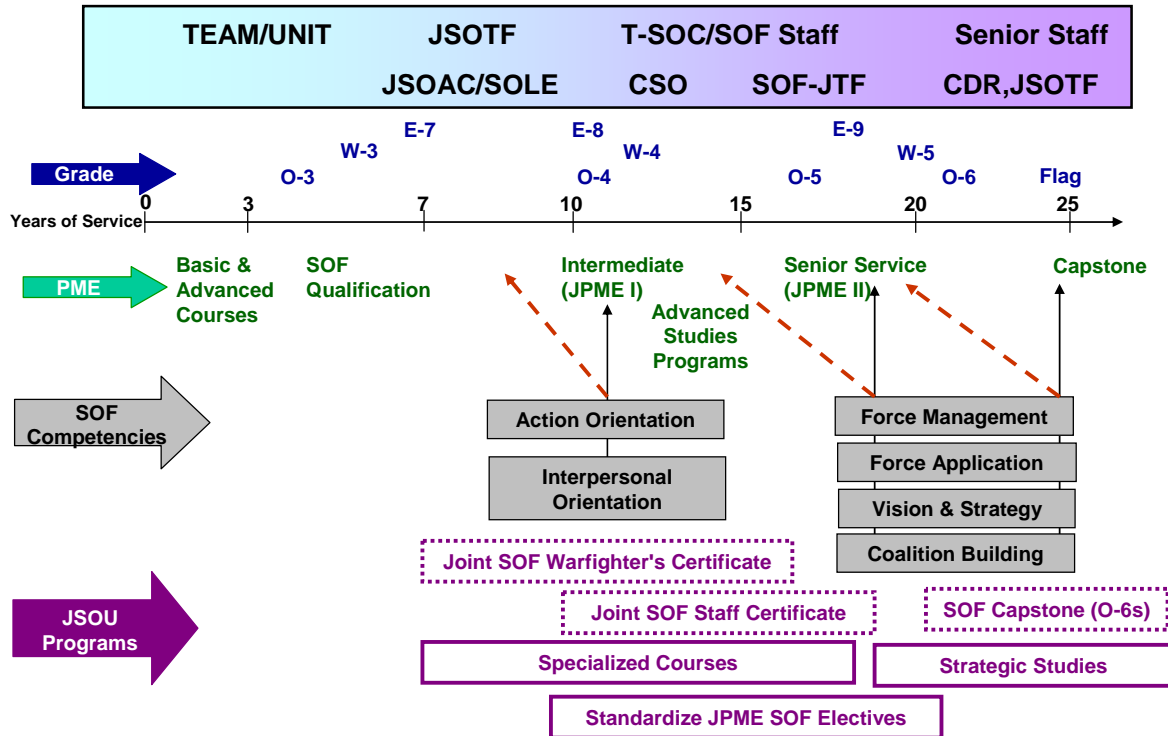 TEAM/UNIT JSOTF T-SOC/SOF Staff Senior Staff
JSOAC/SOLE CSO SOF-JTF CDR,JSOTF
E-7 E-8 E-9
W-3 W-4 W-5
Grade O-3 O-4 O-5 O-6 Flag
0 3 7 10 15 20 25
Years of Service
PME
Basic &
Advanced
Courses
SOF
Qualification
Intermediate
(JPME I)
Advanced
Studies
Programs
Senior Service
(JPME II)
Capstone
SOF
Competencies
Action Orientation
Interpersonal
Orientation
Force Management
Force Application
Vision & Strategy
Coalition Building
JSOU
Programs
Joint SOF Warfighter's Certificate
Joint SOF Staff Certificate
SOF Capstone (O-6s)
Specialized Courses
Strategic Studies
Standardize JPME SOF Electives